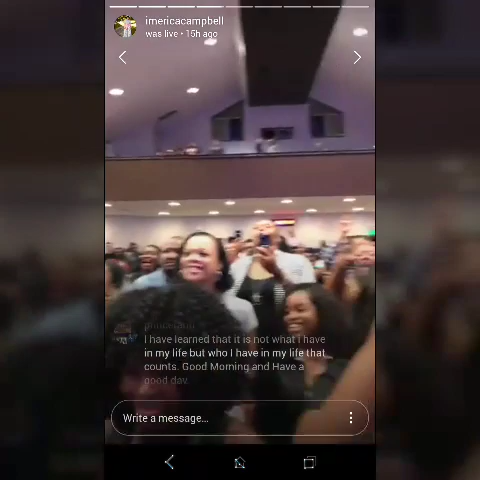 imericacampbell
was live • 15h ago
I have learned that it is not what I have
in my life but who I have in my life that
counts. Good Morning and Have a
good day.
Write a message...